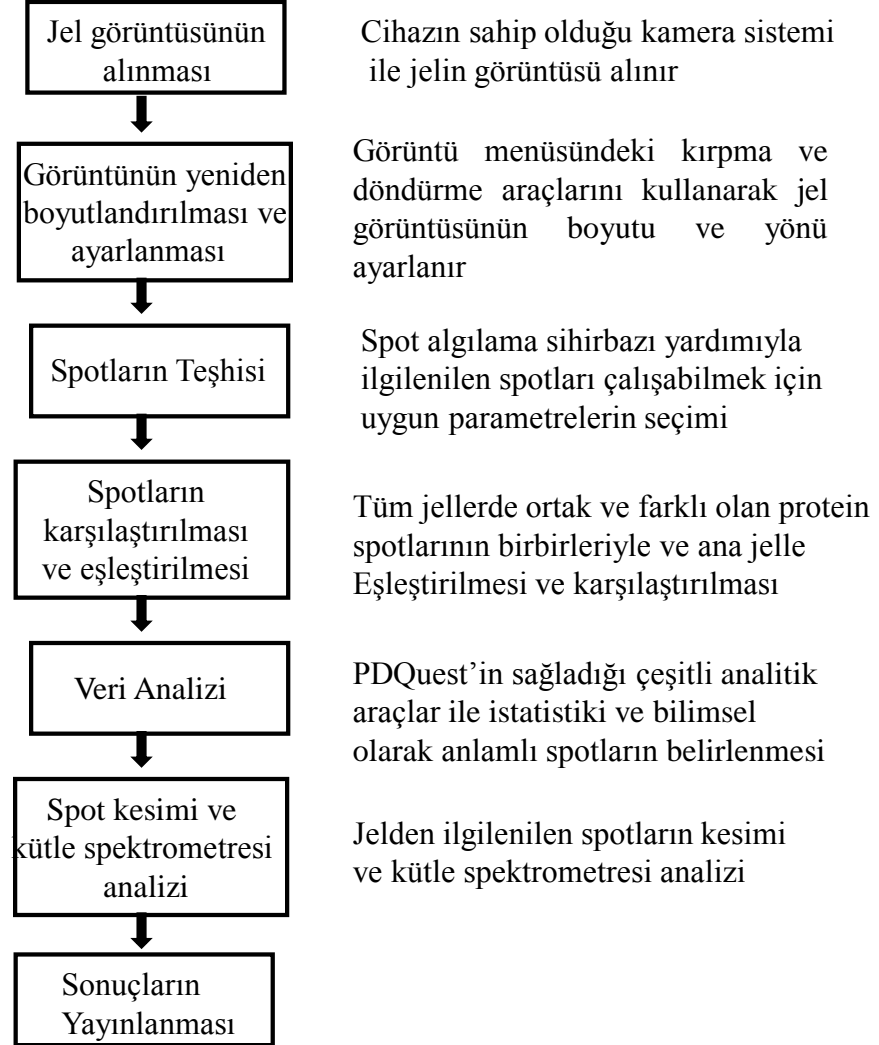 Jel görüntüsünün
alınması
Cihazın sahip olduğu kamera sistemi
ile jelin görüntüsü alınır
Görüntünün yeniden
boyutlandırılması ve
ayarlanması
Görüntü menüsündeki kırpma ve
döndürme araçlarını kullanarak jel
görüntüsünün boyutu ve yönü
ayarlanır
Spotların Teşhisi
Spot algılama sihirbazı yardımıyla
ilgilenilen spotları çalışabilmek için
uygun parametrelerin seçimi
Spotların
karşılaştırılması
ve eşleştirilmesi
Tüm jellerde ortak ve farklı olan protein
spotlarının birbirleriyle ve ana jelle
Eşleştirilmesi ve karşılaştırılması
Veri Analizi
PDQuest’in sağladığı çeşitli analitik
araçlar ile istatistiki ve bilimsel
olarak anlamlı spotların belirlenmesi
Spot kesimi ve
kütle spektrometresi
analizi
Jelden ilgilenilen spotların kesimi
ve kütle spektrometresi analizi
Sonuçların
Yayınlanması